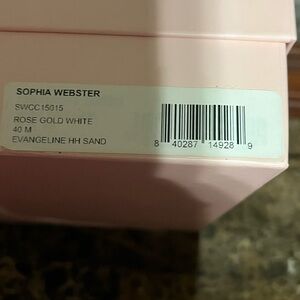 SOPHIA WEBSTER
SWCC15015
ROSE GOLD WHITE
40 M
EVANGELINE HH SAND
8 40287 14928 9